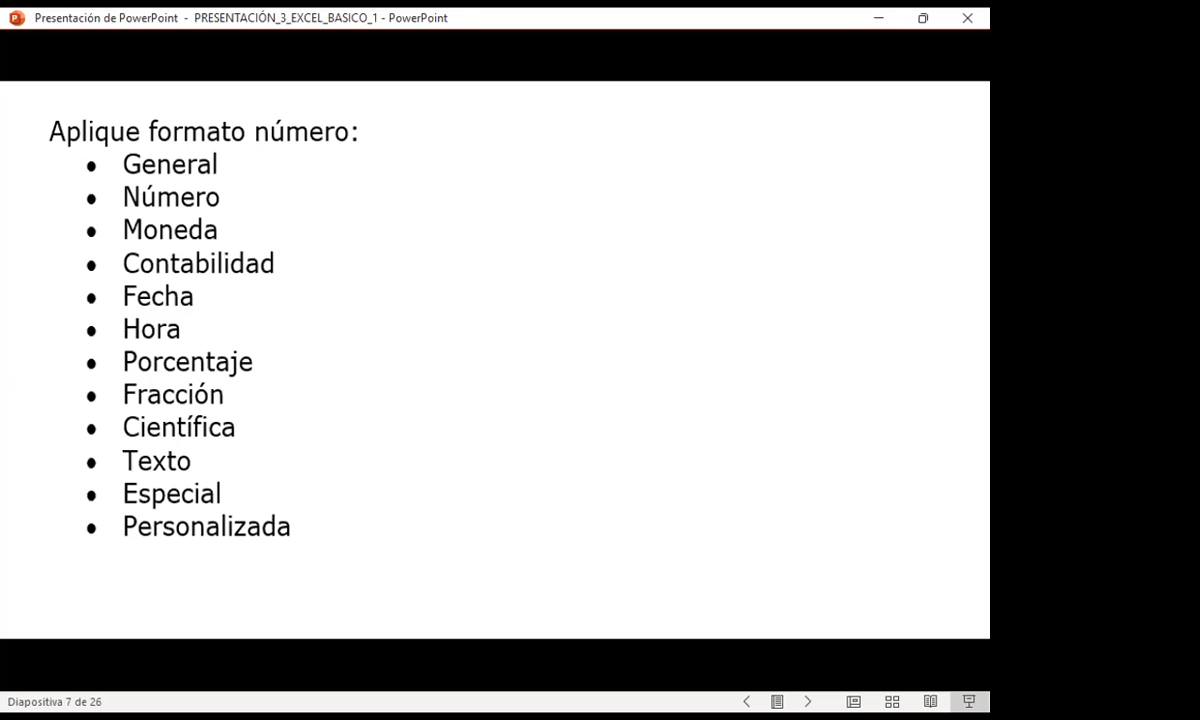 Presentación de PowerPoint - PRESENTACIÓN_3_EXCEL_BASICO_1 - PowerPoint
Aplique formato número:
• General
• Número
• Moneda
• Contabilidad
• Fecha
• Hora
• Porcentaje
• Fracción
• Científica
• Texto
• Especial
• Personalizada
Diapositiva 7 de 26